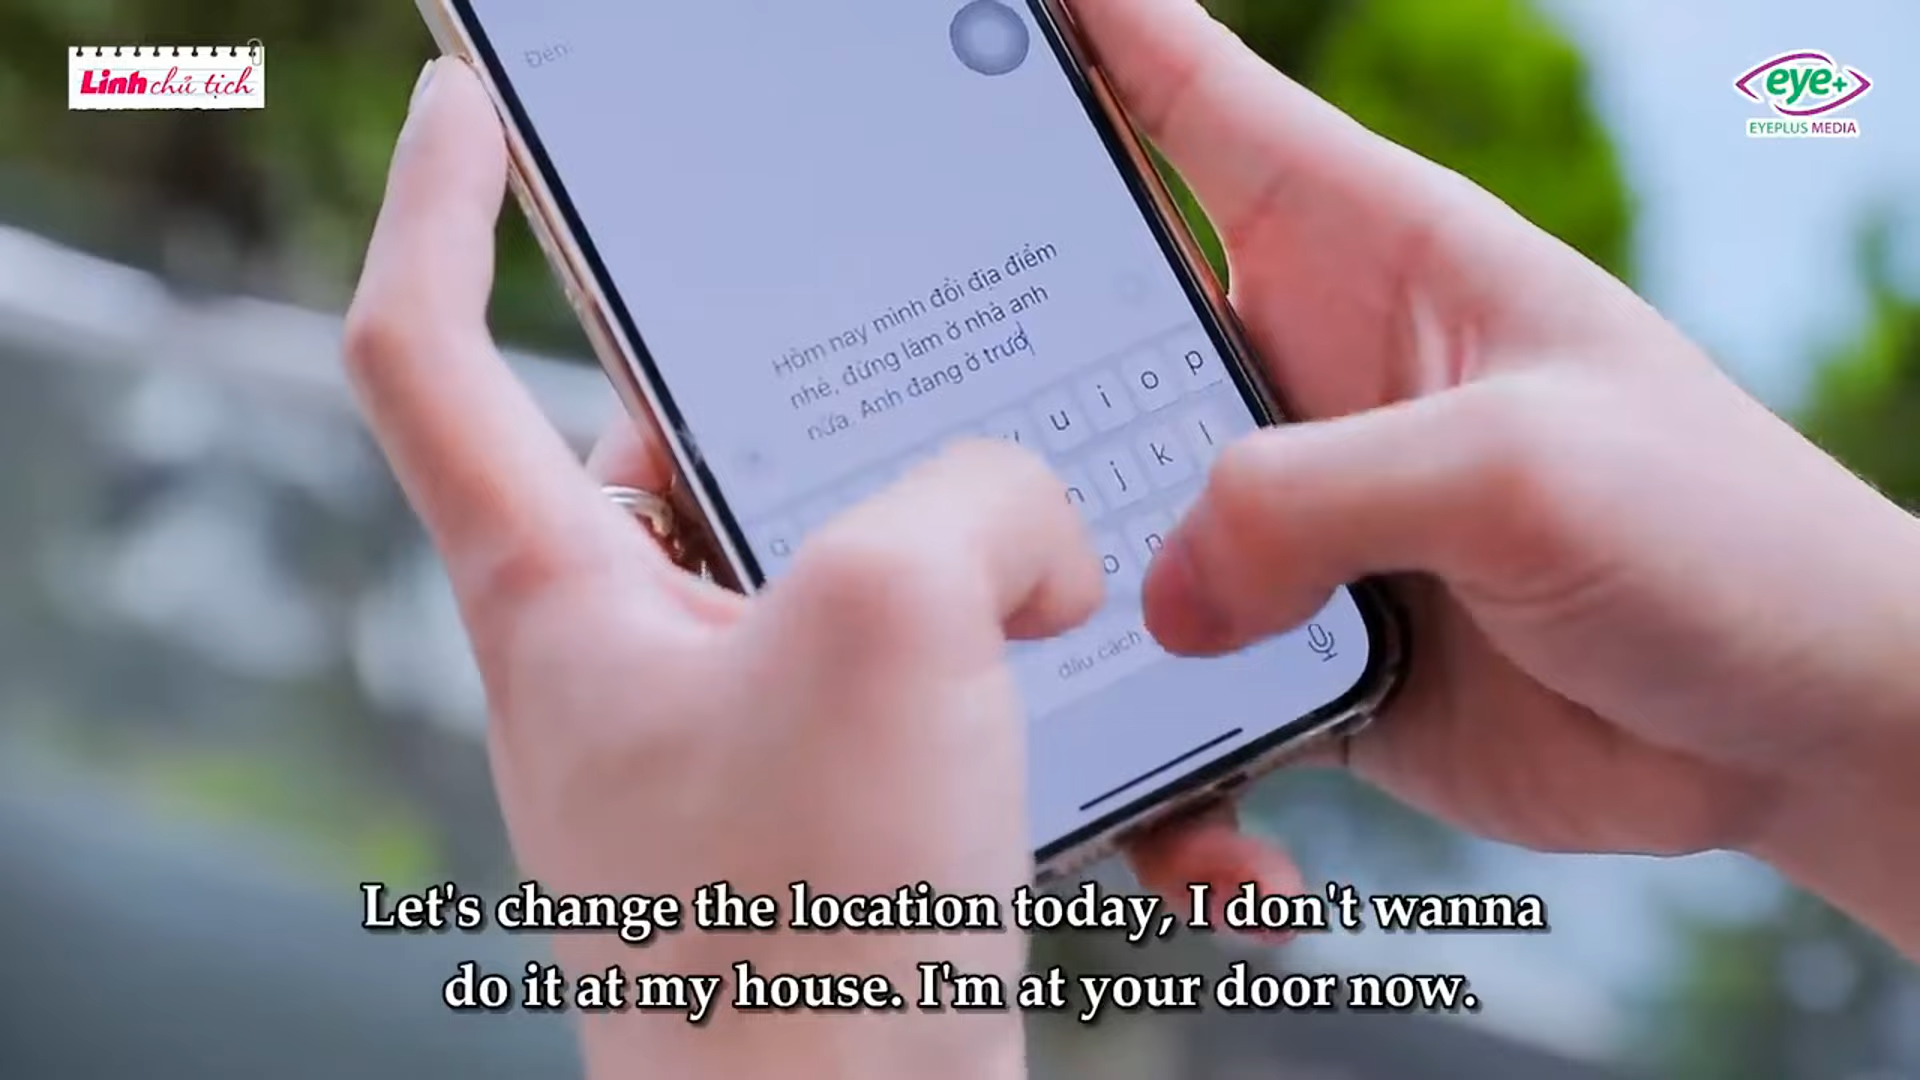 Linh chủ tịch
eye+
EYEPLUS MEDIA
Đến:
Hôm nay mình đổi địa điểm
nhé, đừng làm ở nhà anh
nữa. Anh đang ở trướ
u i o p
j k l
dấu cách
Let's change the location today, I don't wanna
do it at my house. I'm at your door now.